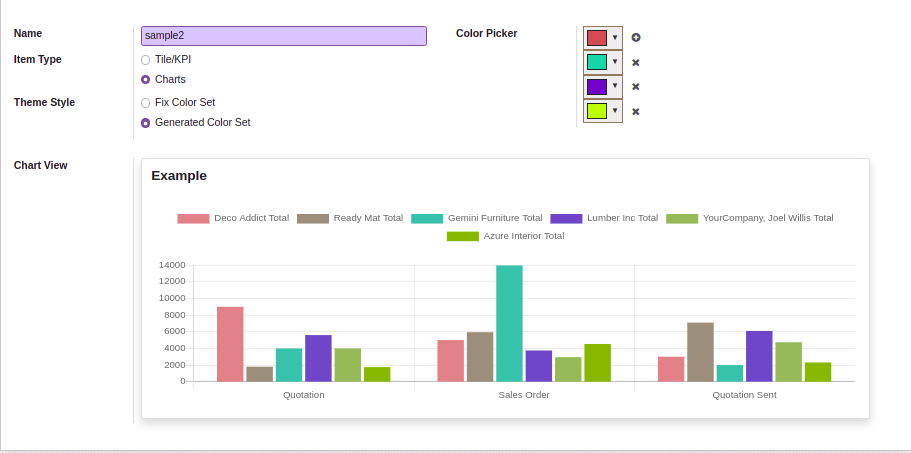 Name
sample2
Color Picker
Item Type
Tile/KPI
Charts
Theme Style
Fix Color Set
Generated Color Set
Chart View
Example
Deco Addict Total Ready Mat Total Gemini Furniture Total Lumber Inc Total YourCompany, Joel Willis Total
Azure Interior Total
14000
12000
10000
8000
6000
4000
2000
0
Quotation Sales Order Quotation Sent